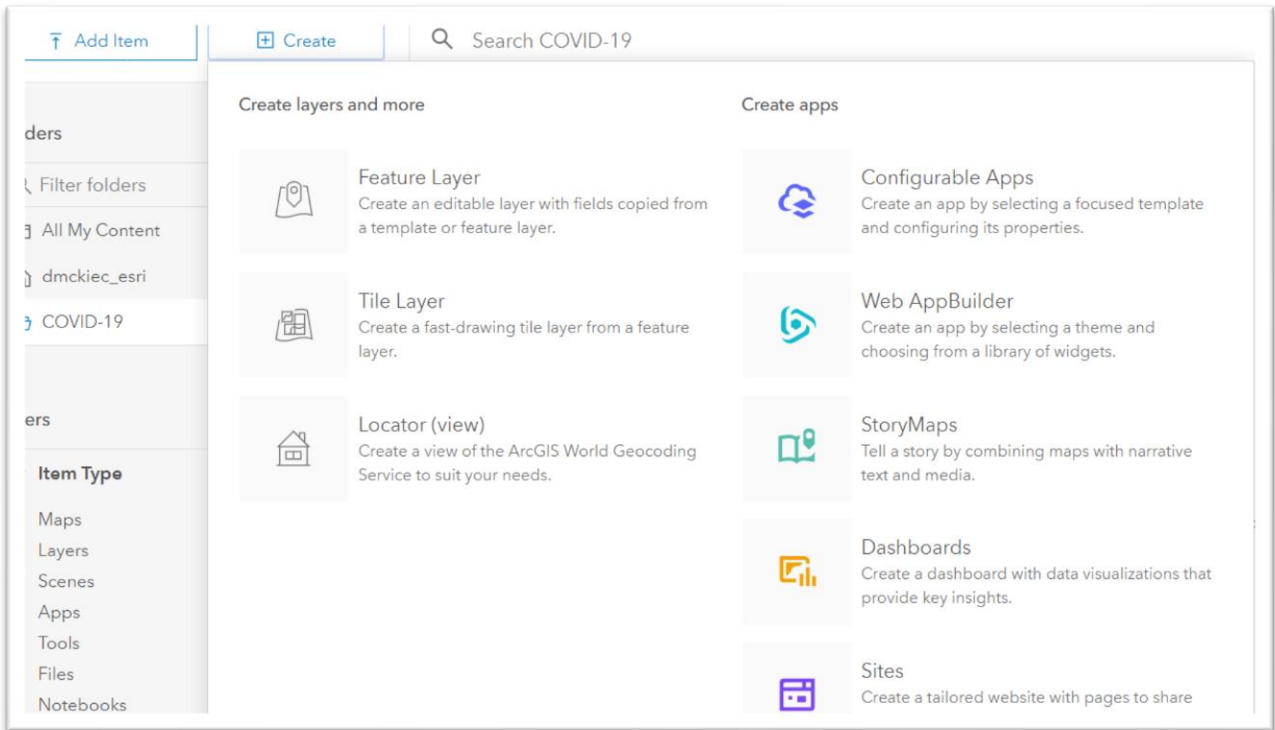 Add Item
Create
Search COVID-19
ders
Filter folders
All My Content
dmckiec_esri
COVID-19
ers
Item Type
Maps
Layers
Scenes
Apps
Tools
Files
Notebooks
Create layers and more
Feature Layer
Create an editable layer with fields copied from
a template or feature layer.
Tile Layer
Create a fast-drawing tile layer from a feature
layer.
Locator (view)
Create a view of the ArcGIS World Geocoding
Service to suit your needs.
Create apps
Configurable Apps
Create an app by selecting a focused template
and configuring its properties.
Web AppBuilder
Create an app by selecting a theme and
choosing from a library of widgets.
StoryMaps
Tell a story by combining maps with narrative
text and media.
Dashboards
Create a dashboard with data visualizations that
provide key insights.
Sites
Create a tailored website with pages to share